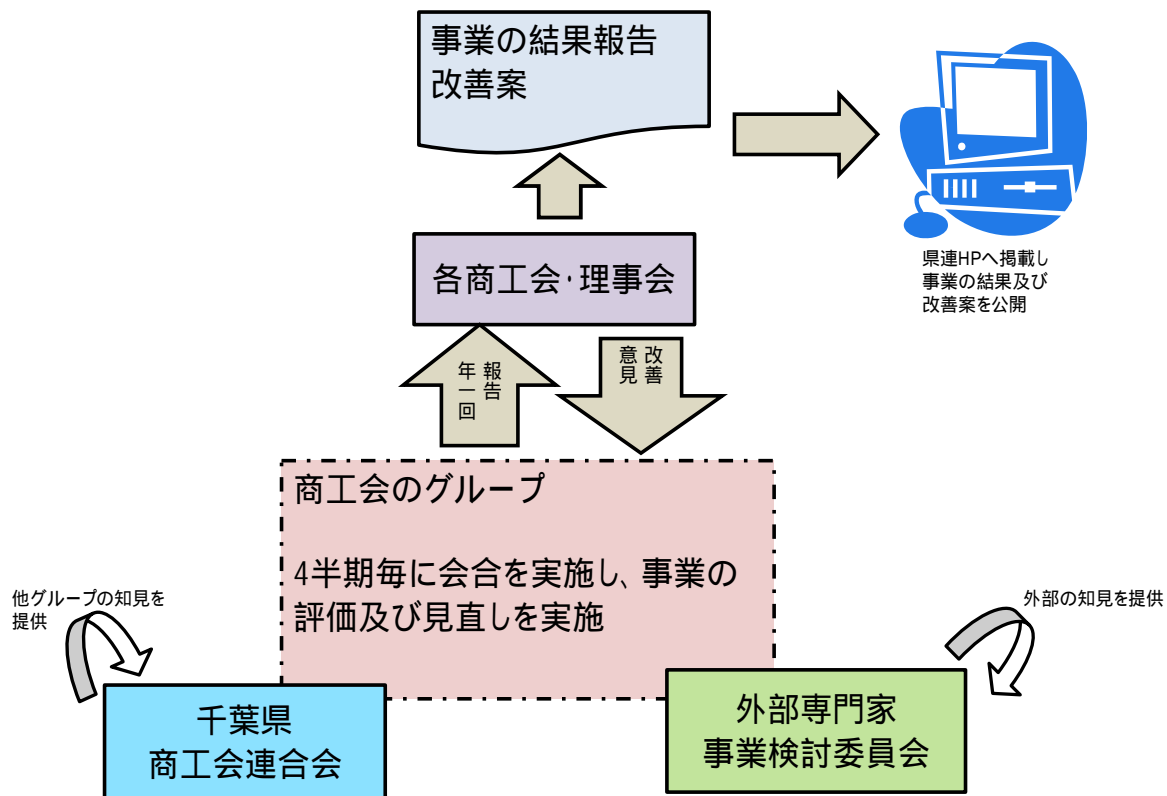 事業の結果報告
改善案
県連HPへ掲載し
事業の結果及び
改善案を公開
各商工会・理事会
報告
年一回
改善
意見
商工会のグループ
4半期毎に会合を実施し、事業の
評価及び見直しを実施
他グループの知見を
提供
外部の知見を提供
千葉県
商工会連合会
外部専門家
事業検討委員会